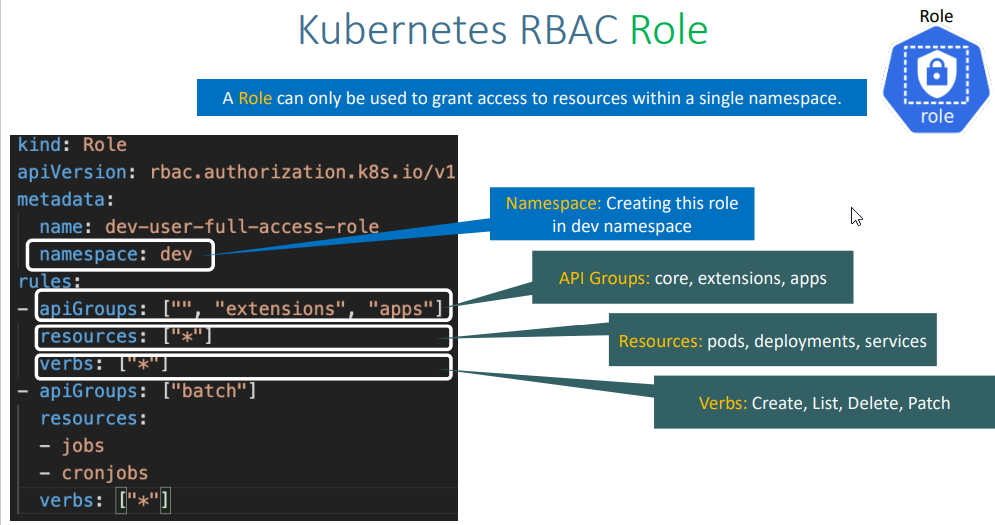 Kubernetes RBAC Role
Role
role
A Role can only be used to grant access to resources within a single namespace.
kind: Role
apiVersion: rbac.authorization.k8s.io/v1
metadata:
name: dev-user-full-access-role
namespace: dev
rules:
- apiGroups: ["", "extensions", "apps"]
resources: ["*"]
verbs: ["*"]
- apiGroups: ["batch"]
resources:
- jobs
- cronjobs
verbs: ["*"]
Namespace: Creating this role
in dev namespace
API Groups: core, extensions, apps
Resources: pods, deployments, services
Verbs: Create, List, Delete, Patch